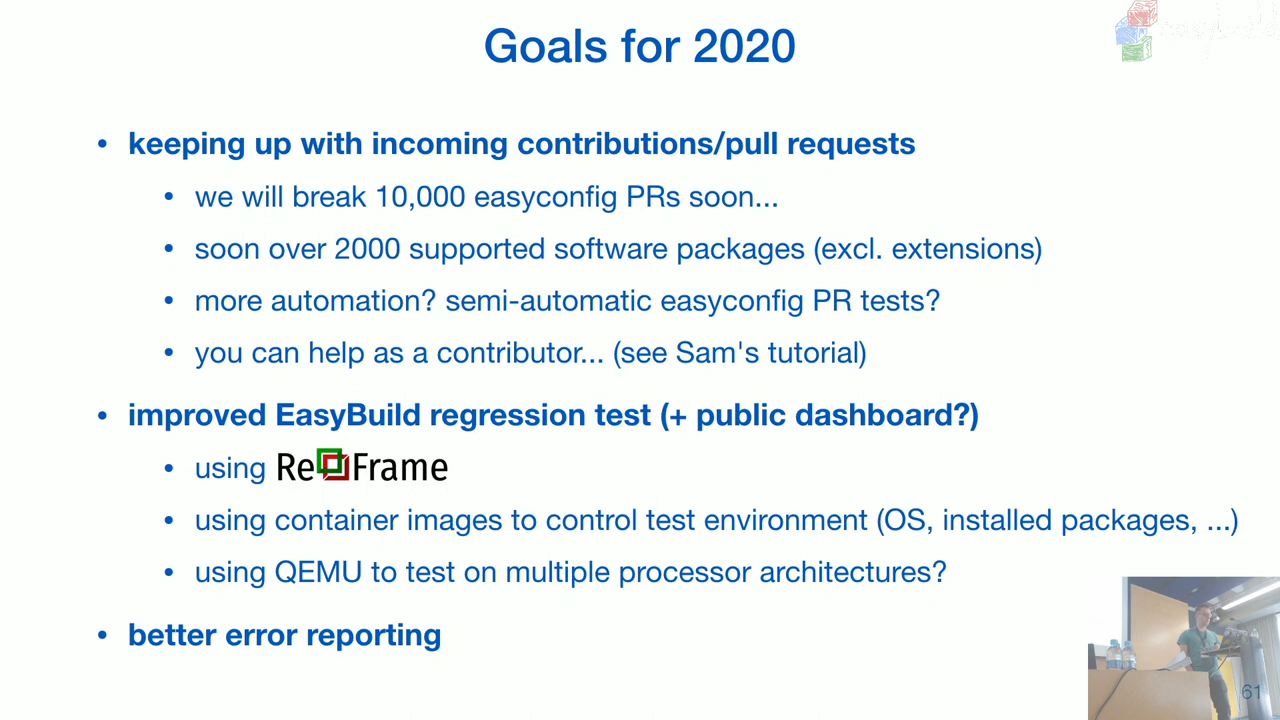 Goals for 2020
• keeping up with incoming contributions/pull requests
• we will break 10,000 easyconfig PRs soon...
• soon over 2000 supported software packages (excl. extensions)
• more automation? semi-automatic easyconfig PR tests?
• you can help as a contributor... (see Sam's tutorial)
• improved EasyBuild regression test (+ public dashboard?)
• using ReFrame
• using container images to control test environment (OS, installed packages, ...)
• using QEMU to test on multiple processor architectures?
• better error reporting
61